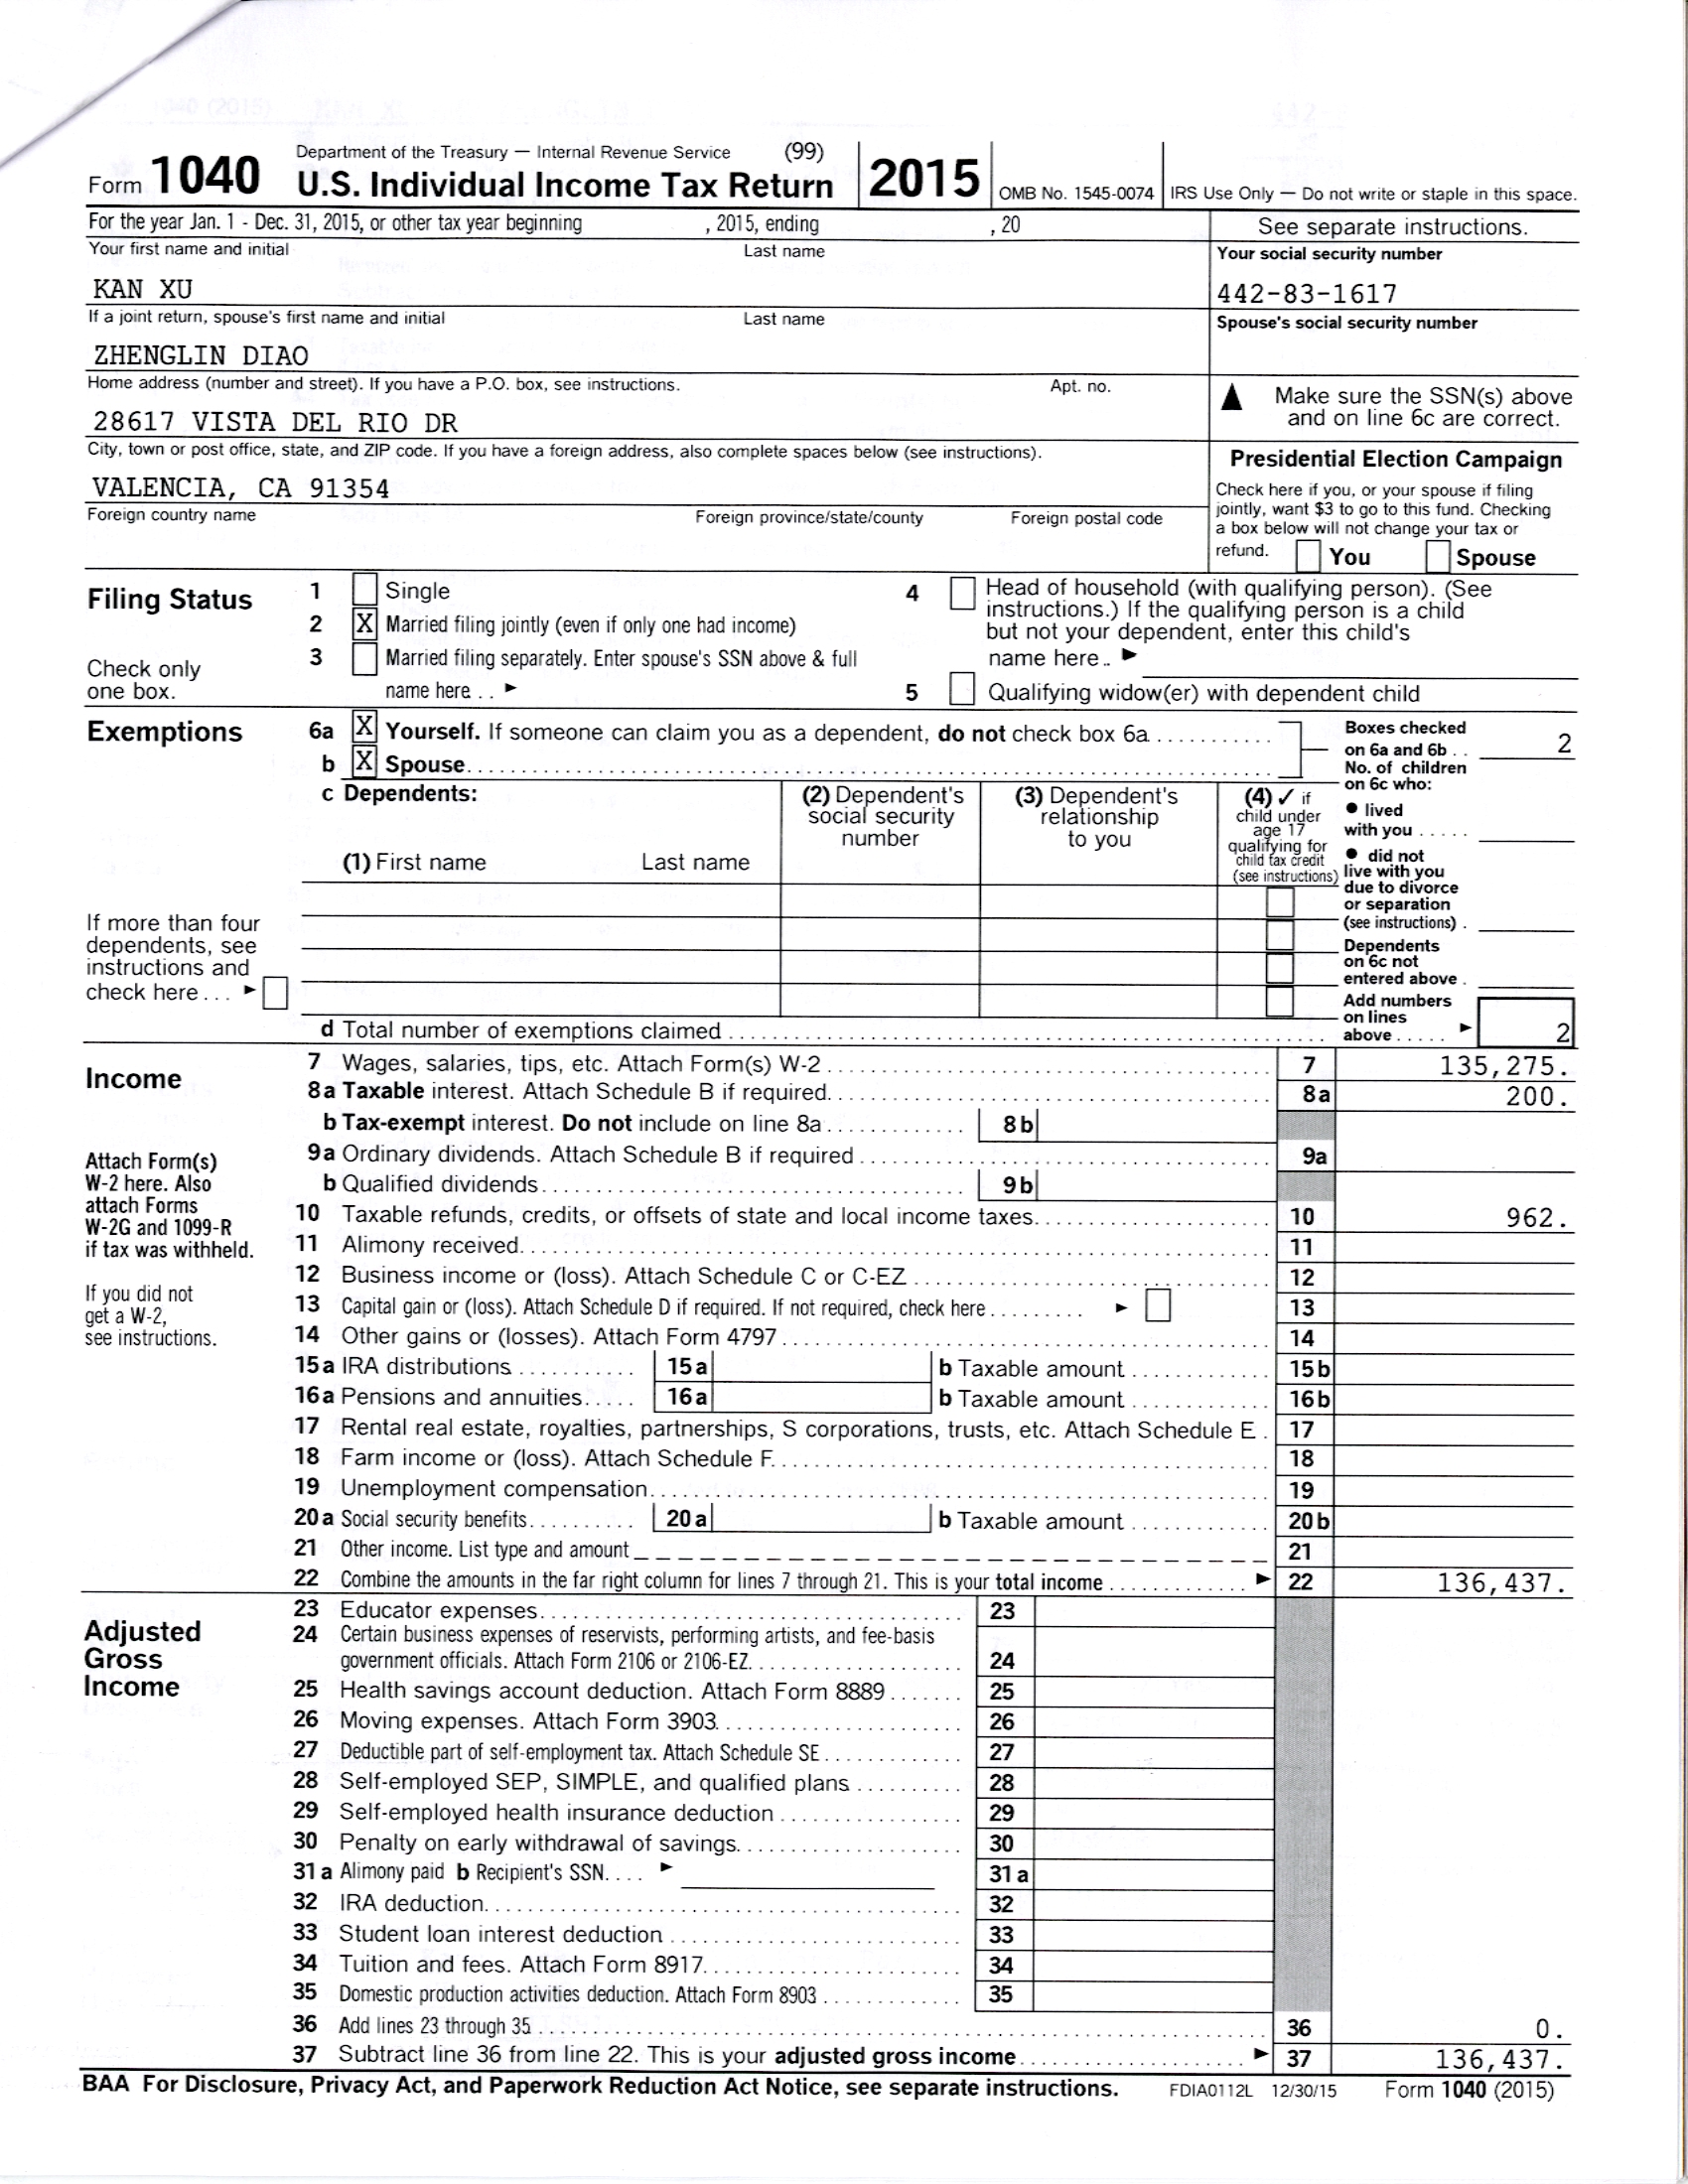 Form 1040 Department of the Treasury — Internal Revenue Service (99)
U.S. Individual Income Tax Return 2015 OMB No. 1545-0074 IRS Use Only — Do not write or staple in this space.
For the year Jan. 1 - Dec. 31, 2015, or other tax year beginning , 2015, ending , 20 See separate instructions.
Your first name and initial Last name Your social security number
KAN XU 442-83-1617
If a joint return, spouse's first name and initial Last name Spouse's social security number
ZHENGLIN DIAO
Home address (number and street). If you have a P.O. box, see instructions. Apt. no.
28617 VISTA DEL RIO DR
▲ Make sure the SSN(s) above
and on line 6c are correct.
City, town or post office, state, and ZIP code. If you have a foreign address, also complete spaces below (see instructions).
VALENCIA, CA 91354
Foreign country name Foreign province/state/county Foreign postal code
Presidential Election Campaign
Check here if you, or your spouse if filing
jointly, want $3 to go to this fund. Checking
a box below will not change your tax or
refund. You Spouse
Filing Status
Check only
one box.
1 Single
2 X Married filing jointly (even if only one had income)
3 Married filing separately. Enter spouse's SSN above & full
name here . . ►
4 Head of household (with qualifying person). (See
instructions.) If the qualifying person is a child
but not your dependent, enter this child's
name here . . ►
5 Qualifying widow(er) with dependent child
Exemptions
6a X Yourself. If someone can claim you as a dependent, do not check box 6a
b X Spouse
Boxes checked
on 6a and 6b . . 2
No. of children
on 6c who:
● lived
with you
● did not
live with you
due to divorce
or separation
(see instructions) .
Dependents
on 6c not
entered above .
Add numbers
on lines
above ► 2
c Dependents:
(1) First name Last name
(2) Dependent's
social security
number
(3) Dependent's
relationship
to you
(4) ✓ if
child under
age 17
qualifying for
child tax credit
(see instructions)
If more than four
dependents, see
instructions and
check here . . . ►
d Total number of exemptions claimed
Income
Attach Form(s)
W-2 here. Also
attach Forms
W-2G and 1099-R
if tax was withheld.
If you did not
get a W-2,
see instructions.
7 Wages, salaries, tips, etc. Attach Form(s) W-2 7 135,275.
8a Taxable interest. Attach Schedule B if required 8a 200.
b Tax-exempt interest. Do not include on line 8a 8b
9a Ordinary dividends. Attach Schedule B if required 9a
b Qualified dividends 9b
10 Taxable refunds, credits, or offsets of state and local income taxes 10 962.
11 Alimony received 11
12 Business income or (loss). Attach Schedule C or C-EZ 12
13 Capital gain or (loss). Attach Schedule D if required. If not required, check here ► 13
14 Other gains or (losses). Attach Form 4797 14
15a IRA distributions 15a b Taxable amount 15b
16a Pensions and annuities 16a b Taxable amount 16b
17 Rental real estate, royalties, partnerships, S corporations, trusts, etc. Attach Schedule E . 17
18 Farm income or (loss). Attach Schedule F 18
19 Unemployment compensation 19
20a Social security benefits 20a b Taxable amount 20b
21 Other income. List type and amount 21
22 Combine the amounts in the far right column for lines 7 through 21. This is your total income ► 22 136,437.
Adjusted
Gross
Income
23 Educator expenses 23
24 Certain business expenses of reservists, performing artists, and fee-basis
government officials. Attach Form 2106 or 2106-EZ 24
25 Health savings account deduction. Attach Form 8889 25
26 Moving expenses. Attach Form 3903 26
27 Deductible part of self-employment tax. Attach Schedule SE 27
28 Self-employed SEP, SIMPLE, and qualified plans 28
29 Self-employed health insurance deduction 29
30 Penalty on early withdrawal of savings 30
31a Alimony paid b Recipient's SSN. . . . ► 31a
32 IRA deduction 32
33 Student loan interest deduction 33
34 Tuition and fees. Attach Form 8917 34
35 Domestic production activities deduction. Attach Form 8903 35
36 Add lines 23 through 35 36 0.
37 Subtract line 36 from line 22. This is your adjusted gross income ► 37 136,437.
BAA For Disclosure, Privacy Act, and Paperwork Reduction Act Notice, see separate instructions. FDIA0112L 12/30/15 Form 1040 (2015)